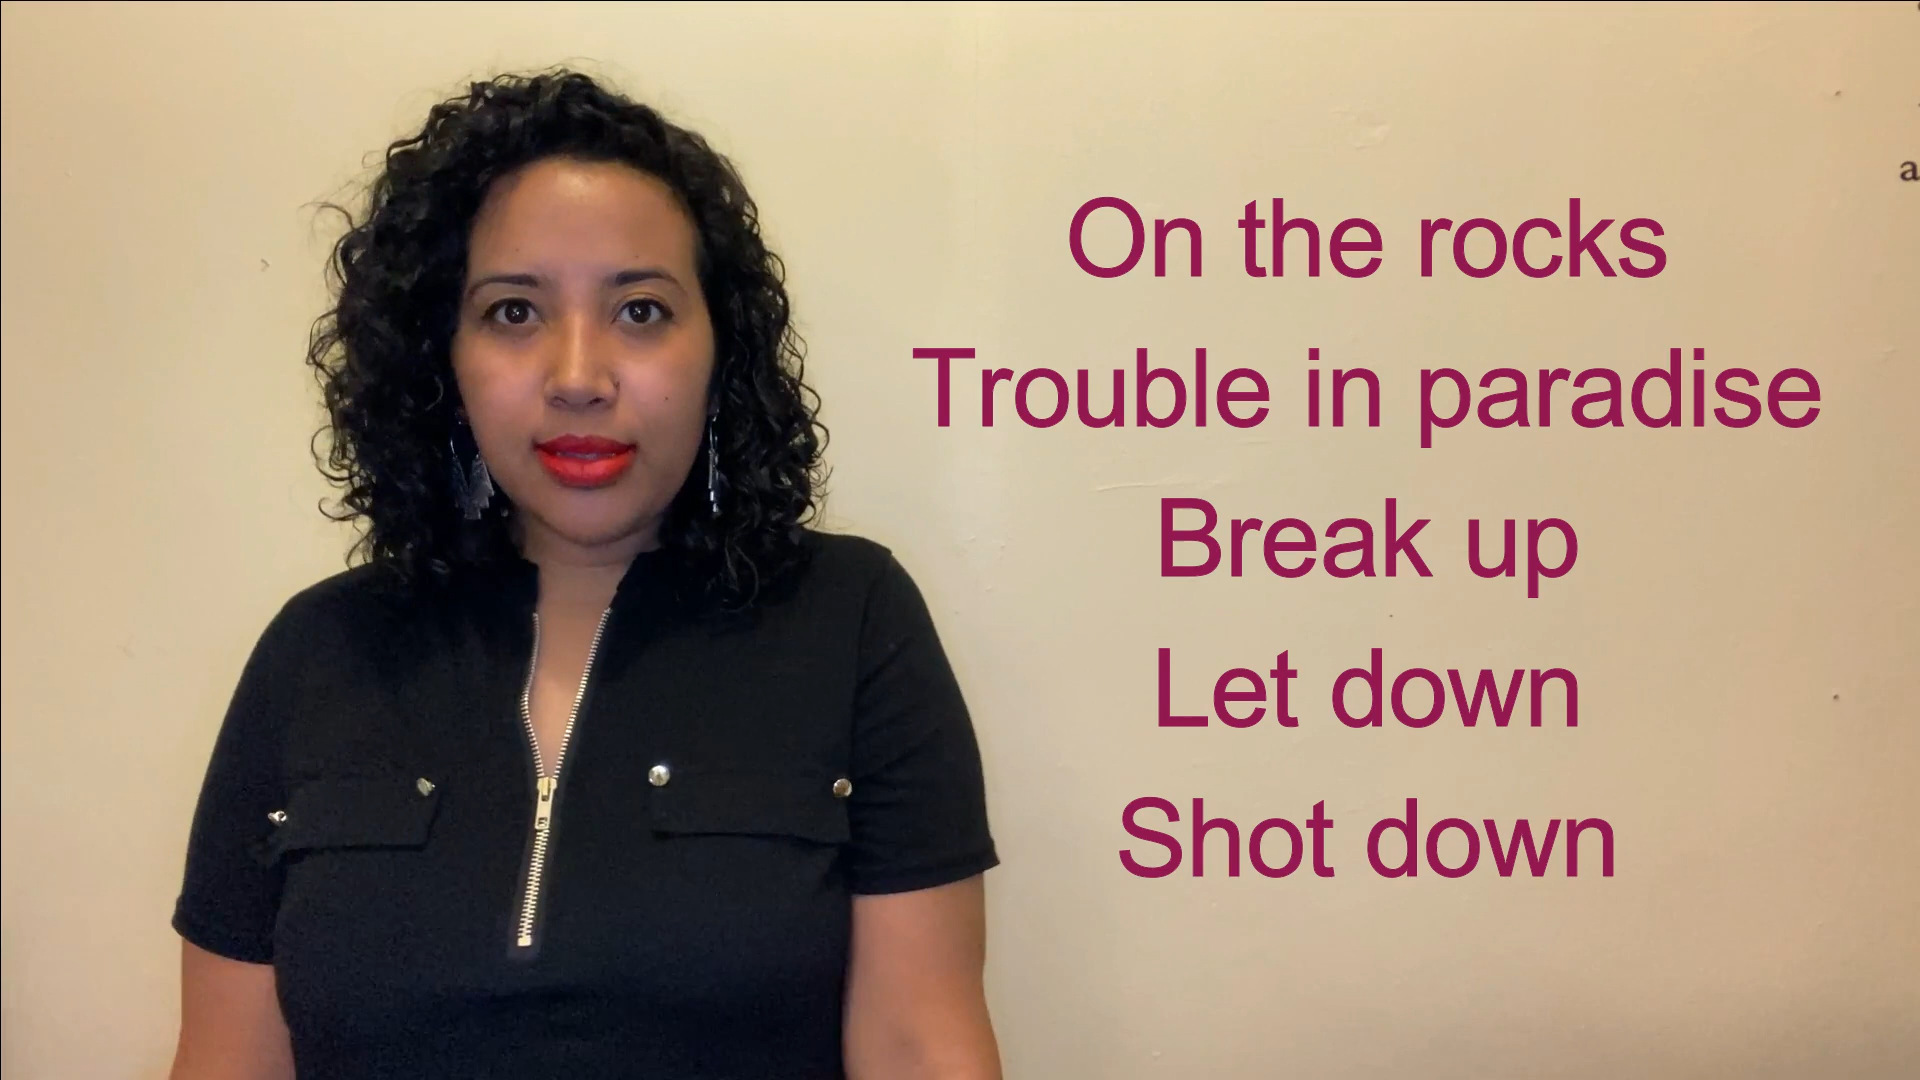 On the rocks
Trouble in paradise
Break up
Let down
Shot down
a